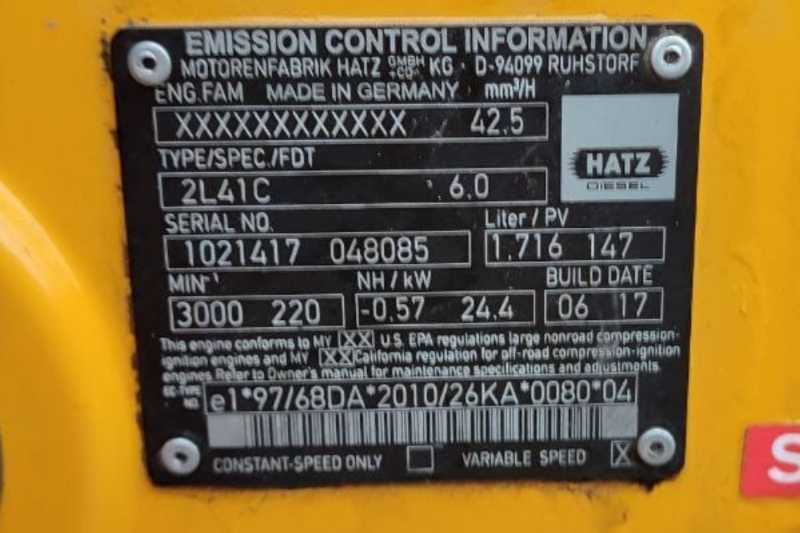 EMISSION CONTROL INFORMATION
MOTORENFABRIK HATZ GMBH +CO KG · D-94099 RUHSTORF
ENG.FAM MADE IN GERMANY mm³/H
XXXXXXXXXXXX 42.5
TYPE/SPEC./FDT
2L41C 6.0
HATZ
DIESEL
SERIAL NO. Liter / PV
1021417 048085 1.716 147
MIN⁻¹ NH / kW BUILD DATE
3000 220 -0.57 24.4 06 17
This engine conforms to MY XX U.S. EPA regulations large nonroad compression-
ignition engines and MY XX California regulation for off-road compression-ignition
engines Refer to Owner's manual for maintenance specifications and adjustments.
EC-TYPE NO e1*97/68DA*2010/26KA*0080*04
CONSTANT-SPEED ONLY VARIABLE SPEED X
S